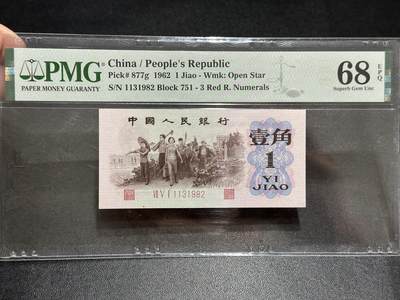 PMG
PAPER MONEY GUARANTY
China / People's Republic
Pick# 877g 1962 1 Jiao - Wmk: Open Star
S/N 1131982 Block 751 - 3 Red R. Numerals
68 EPQ
Superb Gem Unc
中國人民銀行
壹角
1
YI
JIAO
VII V I 1131982